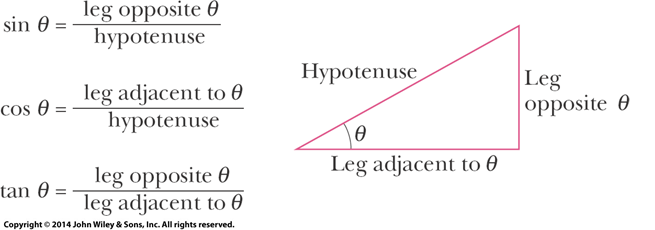 sin θ = leg opposite θ / hypotenuse
cos θ = leg adjacent to θ / hypotenuse
tan θ = leg opposite θ / leg adjacent to θ
Hypotenuse
θ
Leg
opposite θ
Leg adjacent to θ
Copyright © 2014 John Wiley & Sons, Inc. All rights reserved.